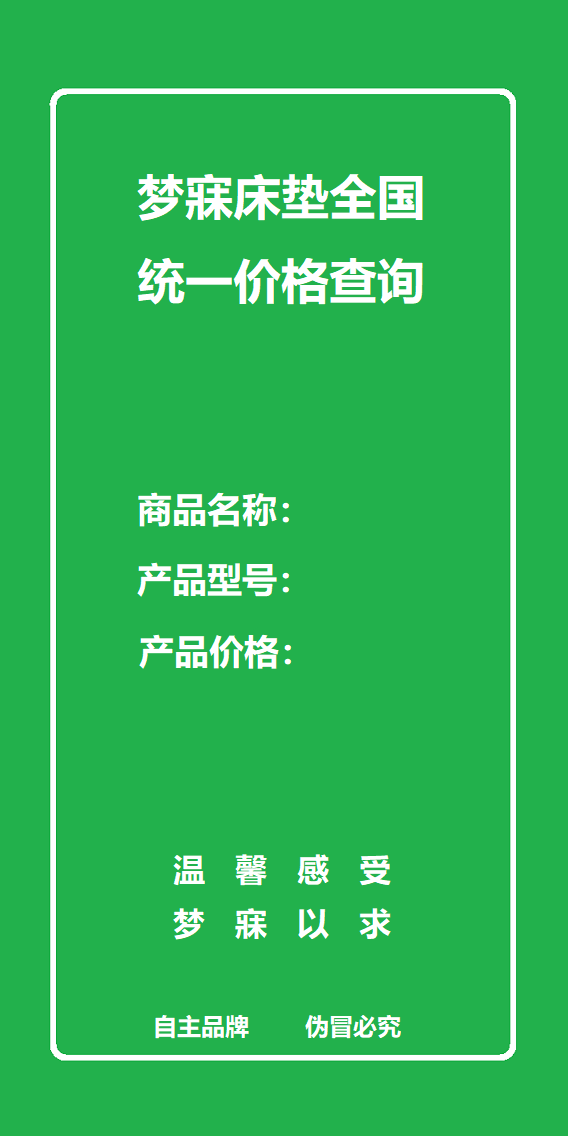 梦寐床垫全国
统一价格查询
商品名称：
产品型号：
产品价格：
温馨感受
梦寐以求
自主品牌 伪冒必究